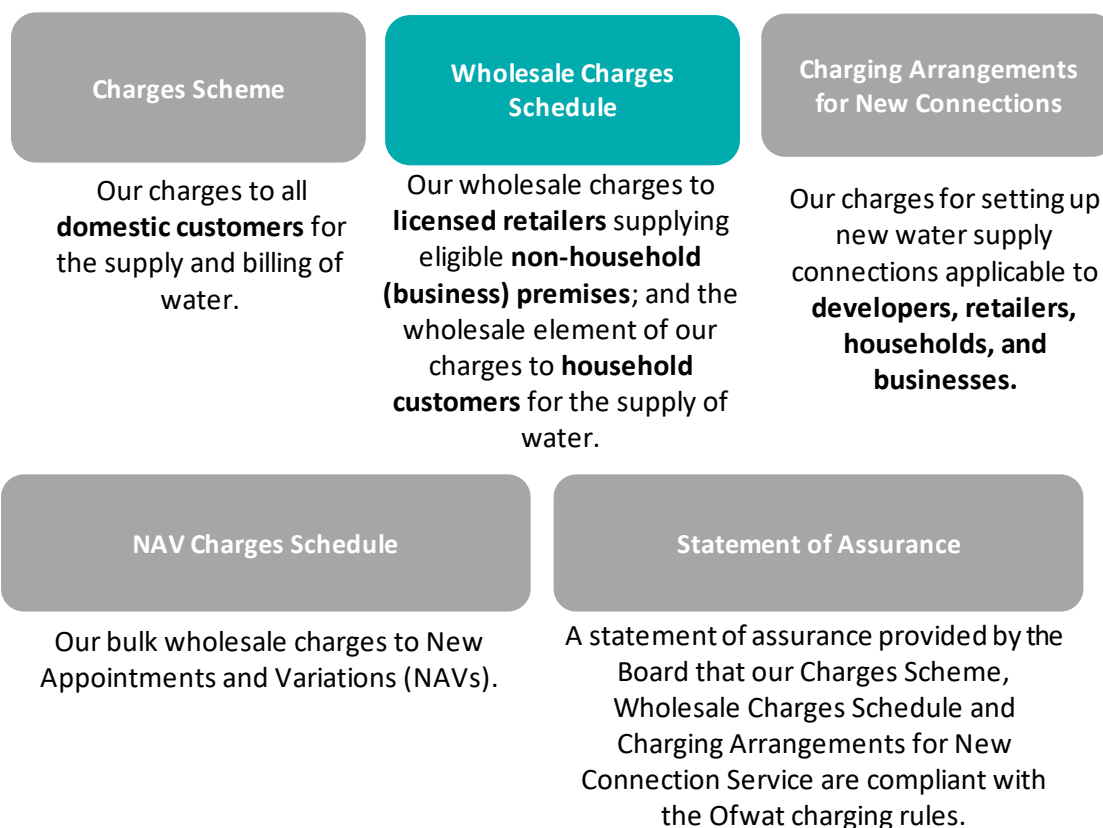 Charges Scheme
Our charges to all
domestic customers for
the supply and billing of
water.
Wholesale Charges
Schedule
Our wholesale charges to
licensed retailers supplying
eligible non-household
(business) premises; and the
wholesale element of our
charges to household
customers for the supply of
water.
Charging Arrangements
for New Connections
Our charges for setting up
new water supply
connections applicable to
developers, retailers,
households, and
businesses.
NAV Charges Schedule
Our bulk wholesale charges to New
Appointments and Variations (NAVs).
Statement of Assurance
A statement of assurance provided by the
Board that our Charges Scheme,
Wholesale Charges Schedule and
Charging Arrangements for New
Connection Service are compliant with
the Ofwat charging rules.